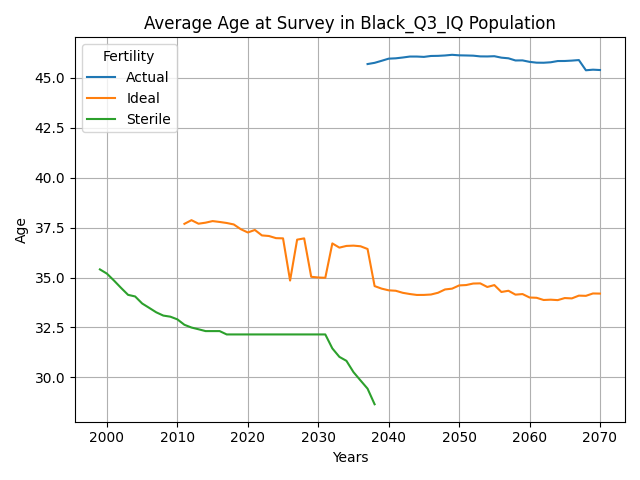 Average Age at Survey in Black_Q3_IQ Population
Fertility
Actual
Ideal
Sterile
45.0
42.5
40.0
37.5
35.0
32.5
30.0
Age
2000 2010 2020 2030 2040 2050 2060 2070
Years